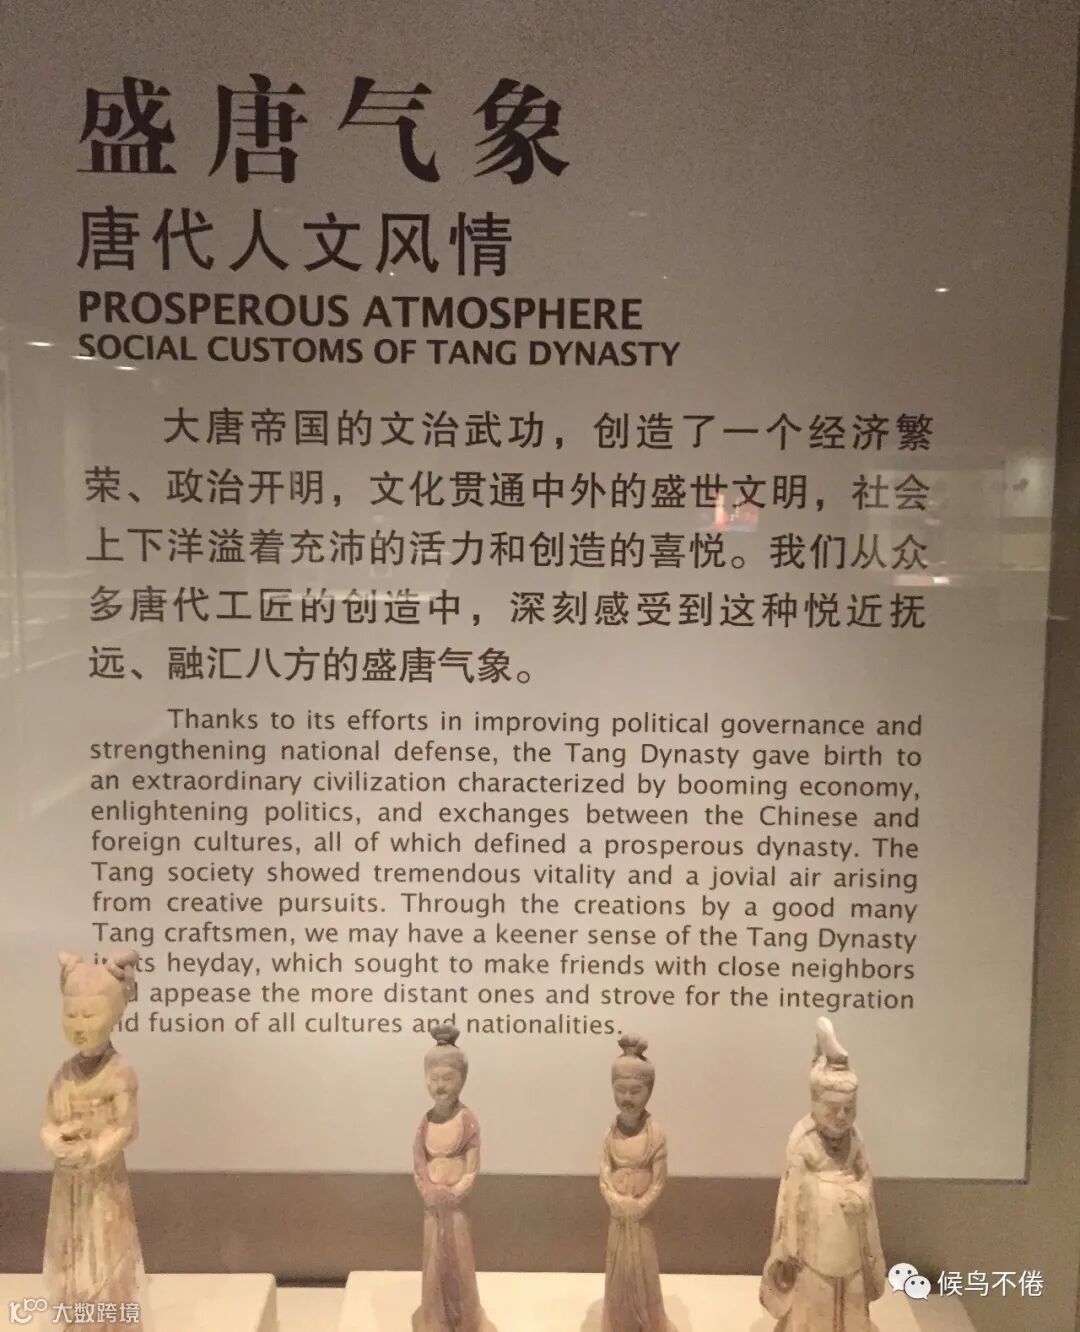 盛唐气象
唐代人文风情
PROSPEROUS ATMOSPHERE
SOCIAL CUSTOMS OF TANG DYNASTY
大唐帝国的文治武功，创造了一个经济繁
荣、政治开明，文化贯通中外的盛世文明，社会
上下洋溢着充沛的活力和创造的喜悦。我们从众
多唐代工匠的创造中，深刻感受到这种悦近抚
远、融汇八方的盛唐气象。
Thanks to its efforts in improving political governance and
strengthening national defense, the Tang Dynasty gave birth to
an extraordinary civilization characterized by booming economy,
enlightening politics, and exchanges between the Chinese and
foreign cultures, all of which defined a prosperous dynasty. The
Tang society showed tremendous vitality and a jovial air arising
from creative pursuits. Through the creations by a good many
Tang craftsmen, we may have a keener sense of the Tang Dynasty
heyday, which sought to make friends with close neighbors
appease the more distant ones and strove for the integration
fusion of all cultures and nationalities.
候鸟不倦
大数跨境